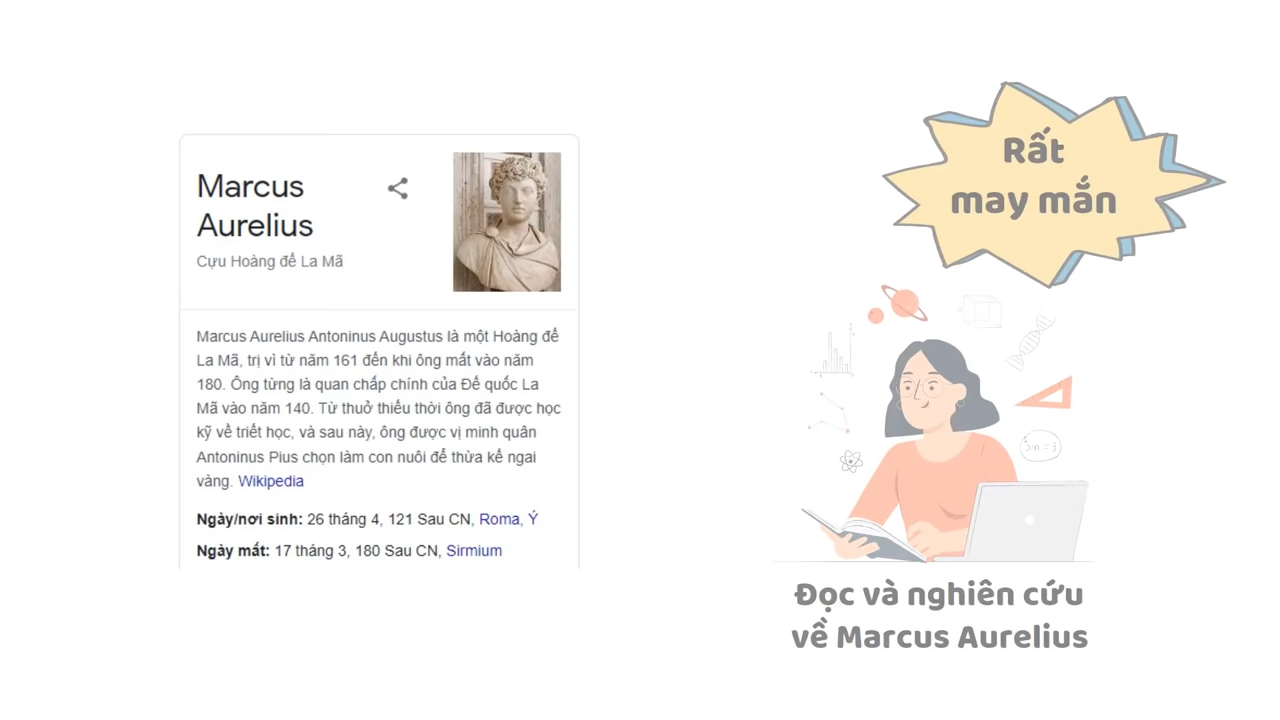 Marcus
Aurelius
Cựu Hoàng đế La Mã
Marcus Aurelius Antoninus Augustus là một Hoàng đế
La Mã, trị vì từ năm 161 đến khi ông mất vào năm
180. Ông từng là quan chấp chính của Đế quốc La
Mã vào năm 140. Từ thuở thiếu thời ông đã được học
kỹ về triết học, và sau này, ông được vị minh quân
Antoninus Pius chọn làm con nuôi để thừa kế ngai
vàng. Wikipedia
Ngày/nơi sinh: 26 tháng 4, 121 Sau CN, Roma, Ý
Ngày mất: 17 tháng 3, 180 Sau CN, Sirmium
Rất
may mắn
Đọc và nghiên cứu
về Marcus Aurelius